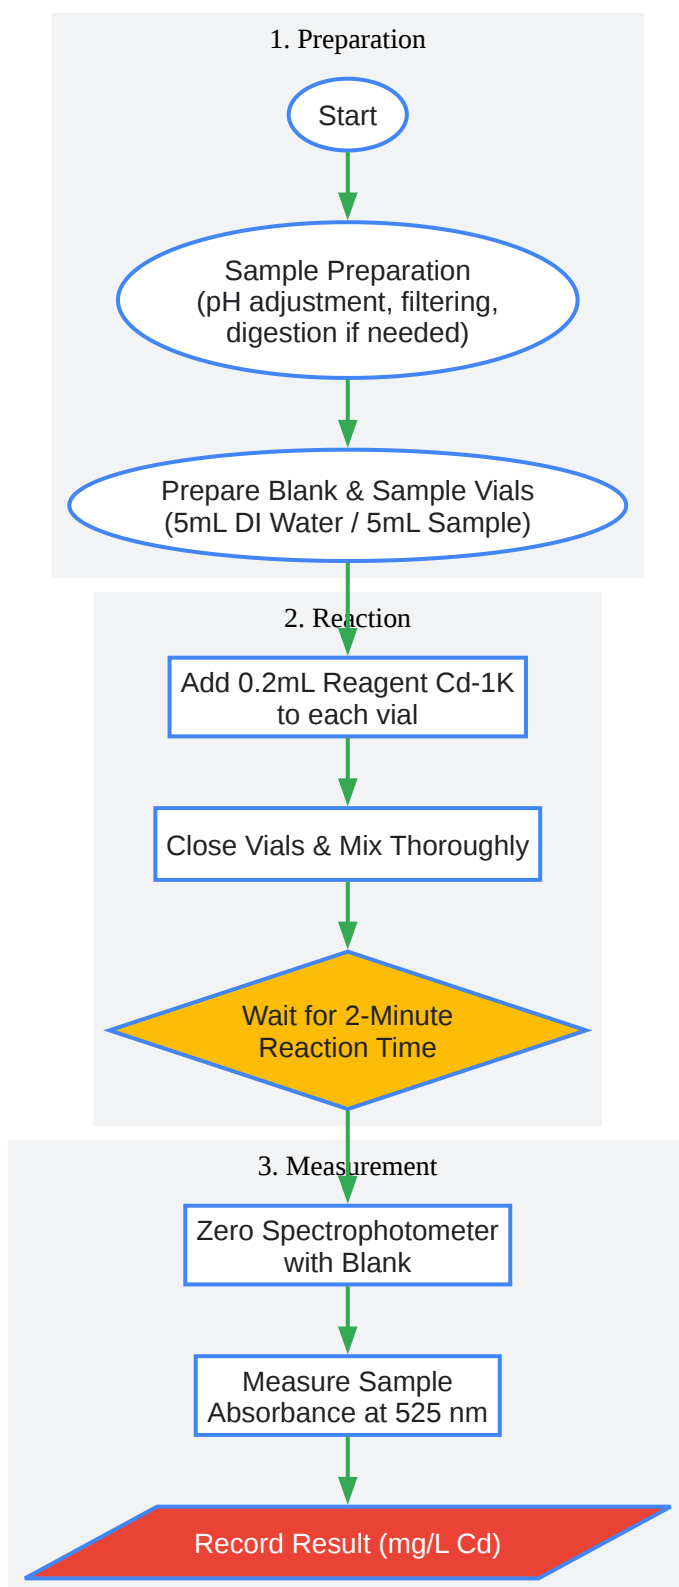 1. Preparation
Start
Sample Preparation
(pH adjustment, filtering,
digestion if needed)
Prepare Blank & Sample Vials
(5mL DI Water / 5mL Sample)
2. Reaction
Add 0.2mL Reagent Cd-1K
to each vial
Close Vials & Mix Thoroughly
Wait for 2-Minute
Reaction Time
3. Measurement
Zero Spectrophotometer
with Blank
Measure Sample
Absorbance at 525 nm
Record Result (mg/L Cd)